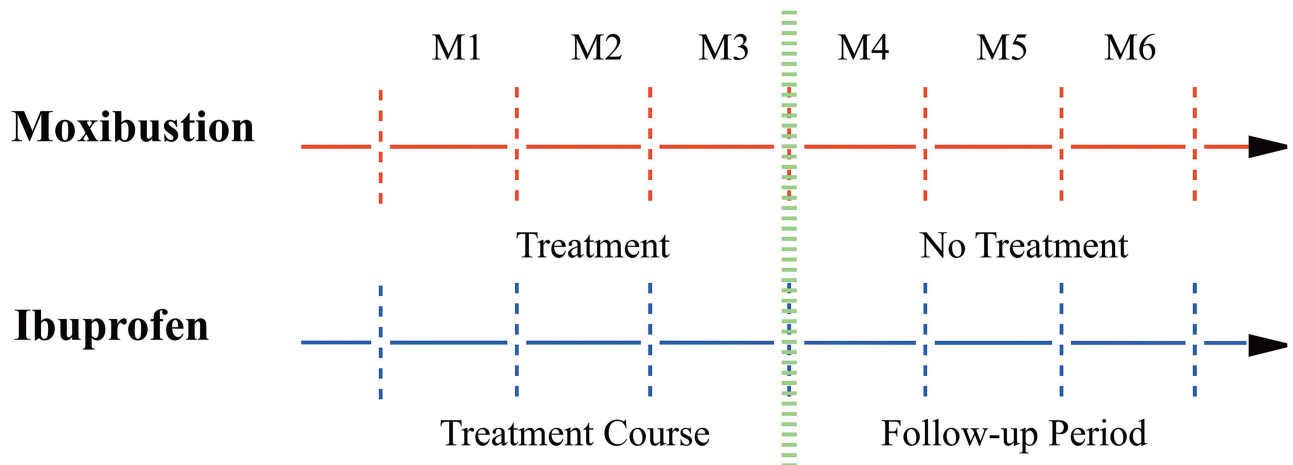 M1 M2 M3 M4 M5 M6
Moxibustion
Treatment No Treatment
Ibuprofen
Treatment Course Follow-up Period